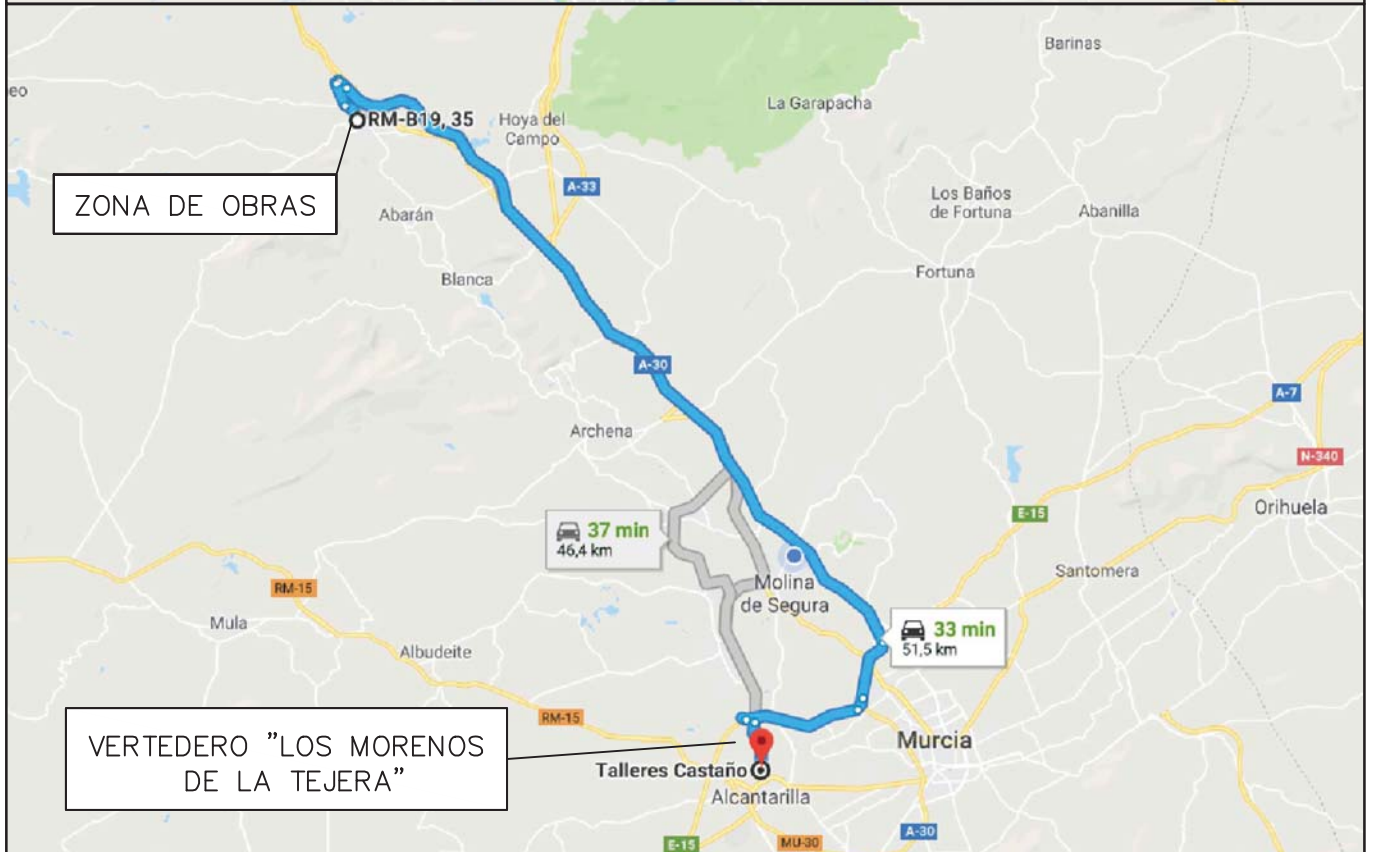 Barinas
eo
La Garapacha
RM-B19, 35
Hoya del
Campo
A-33
ZONA DE OBRAS
Los Baños
de Fortuna
Abanilla
Abarán
Blanca
Fortuna
A-30
A-7
Archena
N-340
Orihuela
E-15
37 min
46,4 km
Santomera
Molina
de Segura
RM-15
Mula
33 min
51,5 km
Albudeite
RM-15
VERTEDERO "LOS MORENOS
DE LA TEJERA"
Murcia
Talleres Castaño
Alcantarilla
A-30
E-15
MU-30